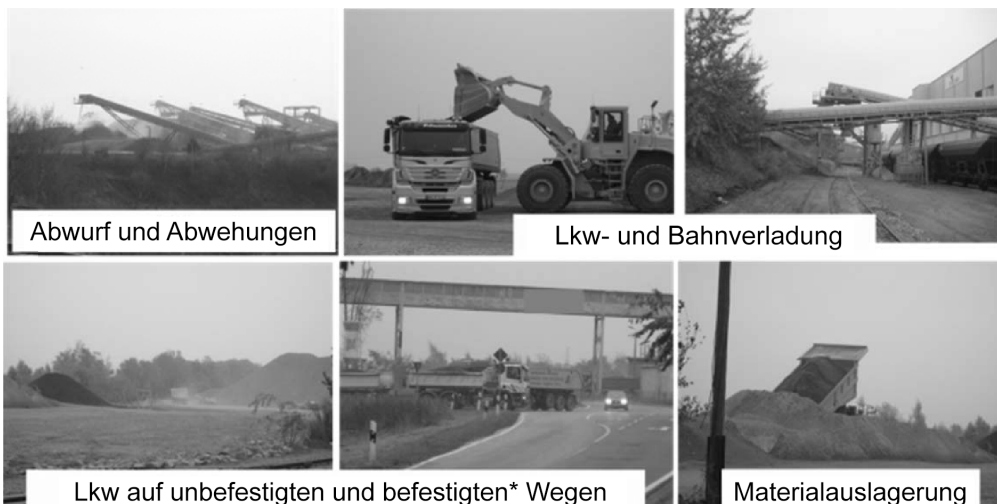 Abwurf und Abwehungen
Lkw- und Bahnverladung
Lkw auf unbefestigten und befestigten* Wegen
Materialauslagerung